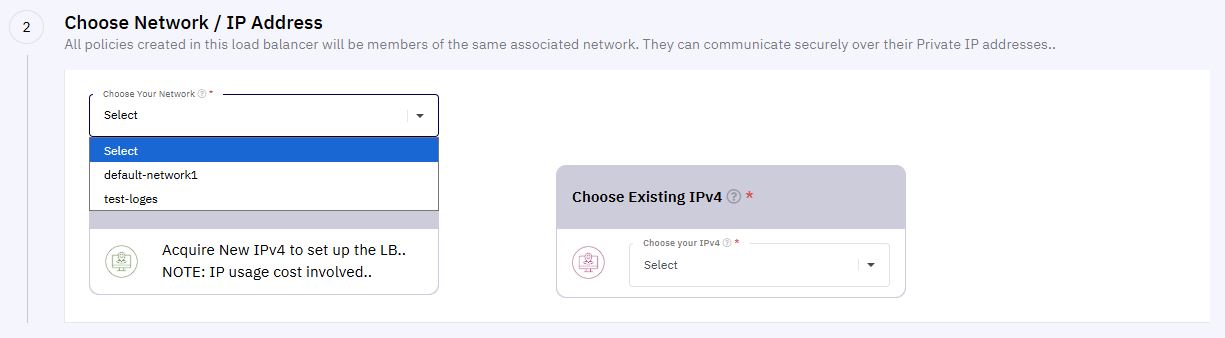 2
Choose Network / IP Address
All policies created in this load balancer will be members of the same associated network. They can communicate securely over their Private IP addresses..
Choose Your Network ? *
Select
Select
default-network1
test-loges
Acquire New IPv4 to set up the LB..
NOTE: IP usage cost involved..
Choose Existing IPv4 ? *
Choose your IPv4 ? *
Select